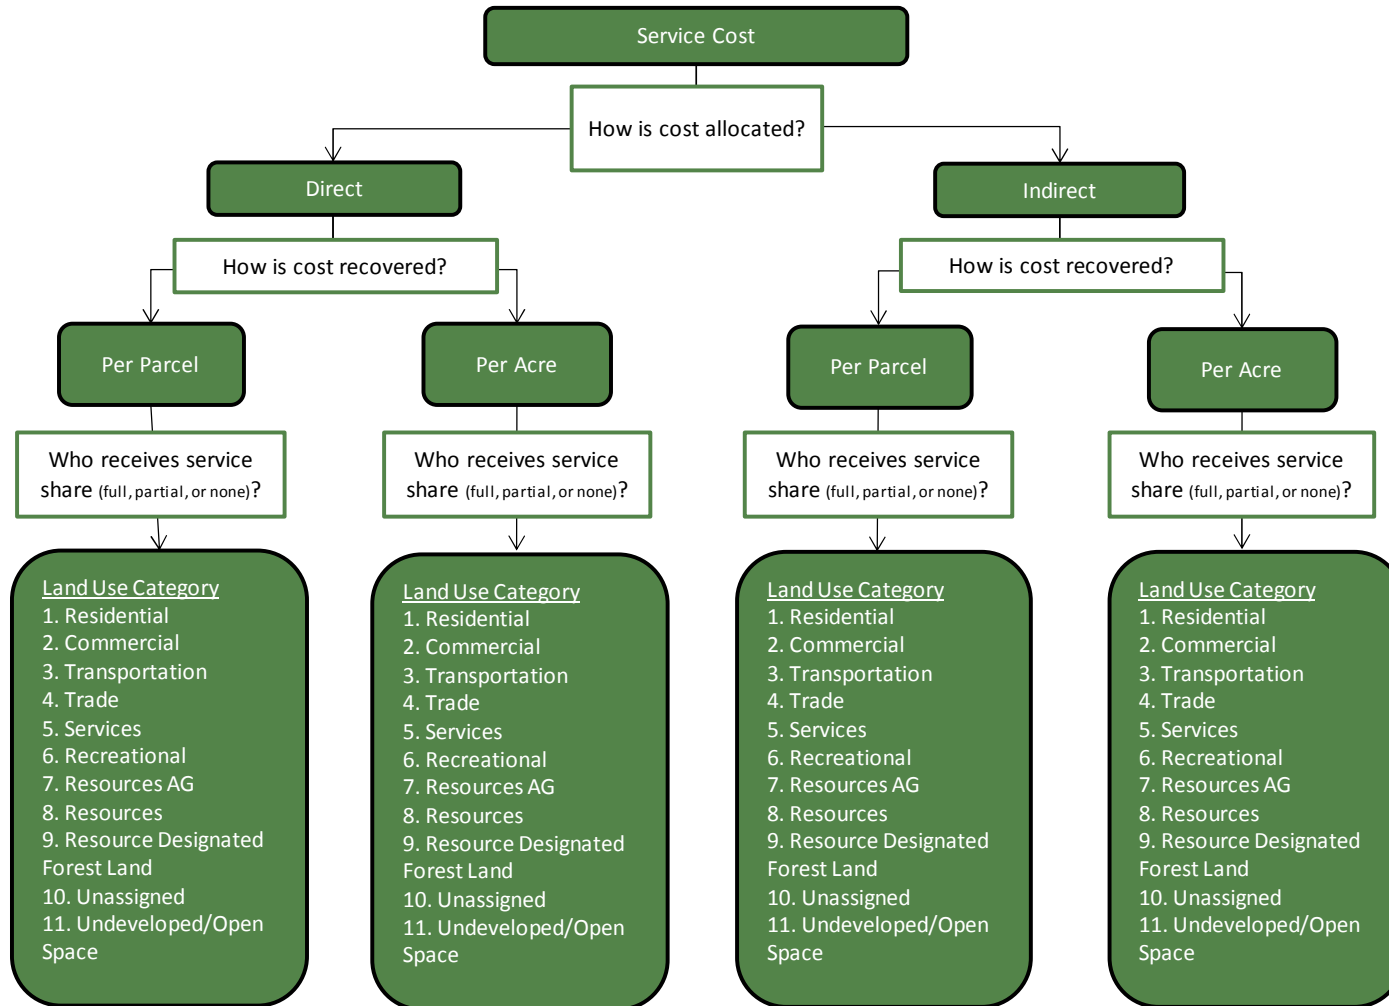 Service Cost
How is cost allocated?
Direct
Indirect
How is cost recovered?
How is cost recovered?
Per Parcel
Per Acre
Per Parcel
Per Acre
Who receives service
share (full, partial, or none)?
Who receives service
share (full, partial, or none)?
Who receives service
share (full, partial, or none)?
Who receives service
share (full, partial, or none)?
Land Use Category
1. Residential
2. Commercial
3. Transportation
4. Trade
5. Services
6. Recreational
7. Resources AG
8. Resources
9. Resource Designated
Forest Land
10. Unassigned
11. Undeveloped/Open
Space
Land Use Category
1. Residential
2. Commercial
3. Transportation
4. Trade
5. Services
6. Recreational
7. Resources AG
8. Resources
9. Resource Designated
Forest Land
10. Unassigned
11. Undeveloped/Open
Space
Land Use Category
1. Residential
2. Commercial
3. Transportation
4. Trade
5. Services
6. Recreational
7. Resources AG
8. Resources
9. Resource Designated
Forest Land
10. Unassigned
11. Undeveloped/Open
Space
Land Use Category
1. Residential
2. Commercial
3. Transportation
4. Trade
5. Services
6. Recreational
7. Resources AG
8. Resources
9. Resource Designated
Forest Land
10. Unassigned
11. Undeveloped/Open
Space